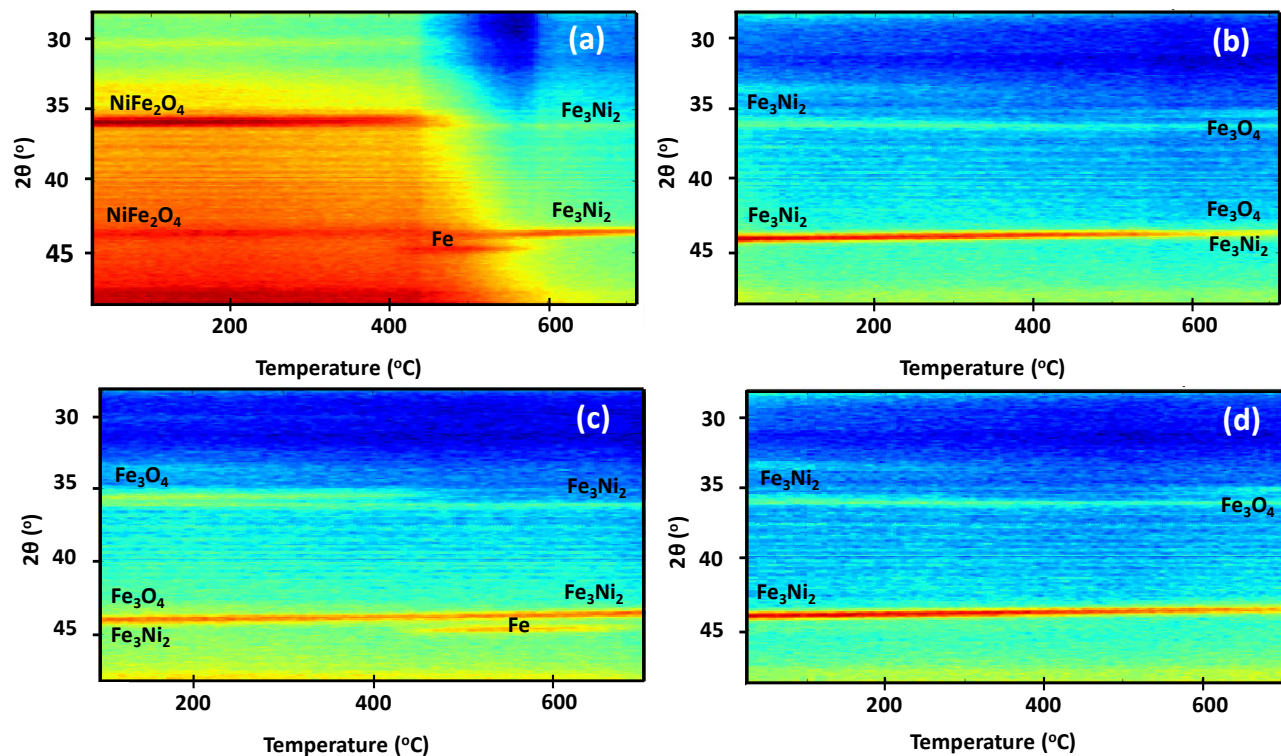 (a)
30
35
40
45
2θ (°)
NiFe₂O₄
Fe₃Ni₂
NiFe₂O₄
Fe₃Ni₂
Fe
200
400
600
Temperature (°C)
(b)
30
35
40
45
2θ (°)
Fe₃Ni₂
Fe₃O₄
Fe₃Ni₂
Fe₃O₄
Fe₃Ni₂
200
400
600
Temperature (°C)
(c)
30
35
40
45
2θ (°)
Fe₃O₄
Fe₃Ni₂
Fe₃O₄
Fe₃Ni₂
Fe₃Ni₂
Fe
200
400
600
Temperature (°C)
(d)
30
35
40
45
2θ (°)
Fe₃Ni₂
Fe₃O₄
Fe₃Ni₂
200
400
600
Temperature (°C)